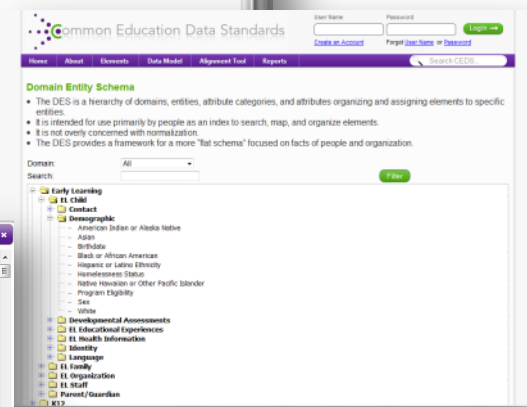 User Name Password
Common Education Data Standards
Login →
Create an Account Forgot User Name or Password
Home About Elements Data Model Alignment Tool Reports Search CEDS...
Domain Entity Schema
The DES is a hierarchy of domains, entities, attribute categories, and attributes organizing and assigning elements to specific
entities.
It is intended for use primarily by people as an index to search, map, and organize elements.
It is not overly concerned with normalization.
The DES provides a framework for a more "flat schema" focused on facts of people and organization.
Domain: All
Search: Filter
Early Learning
EL Child
Contact
Demographic
American Indian or Alaska Native
Asian
Birthdate
Black or African American
Hispanic or Latino Ethnicity
Homelessness Status
Native Hawaiian or Other Pacific Islander
Program Eligibility
Sex
White
Developmental Assessments
EL Educational Experiences
EL Health Information
Identity
Language
EL Family
EL Organization
EL Staff
Parent/Guardian
K12